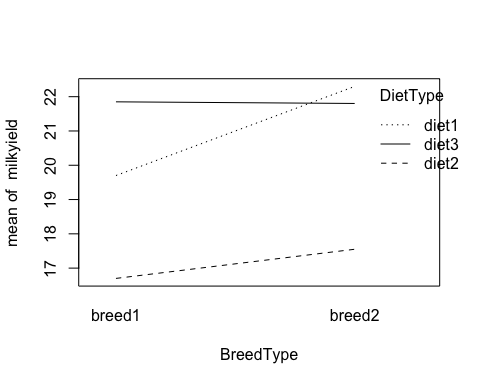 DietType
diet1
diet3
diet2
mean of milkyield
22
21
20
19
18
17
breed1
breed2
BreedType